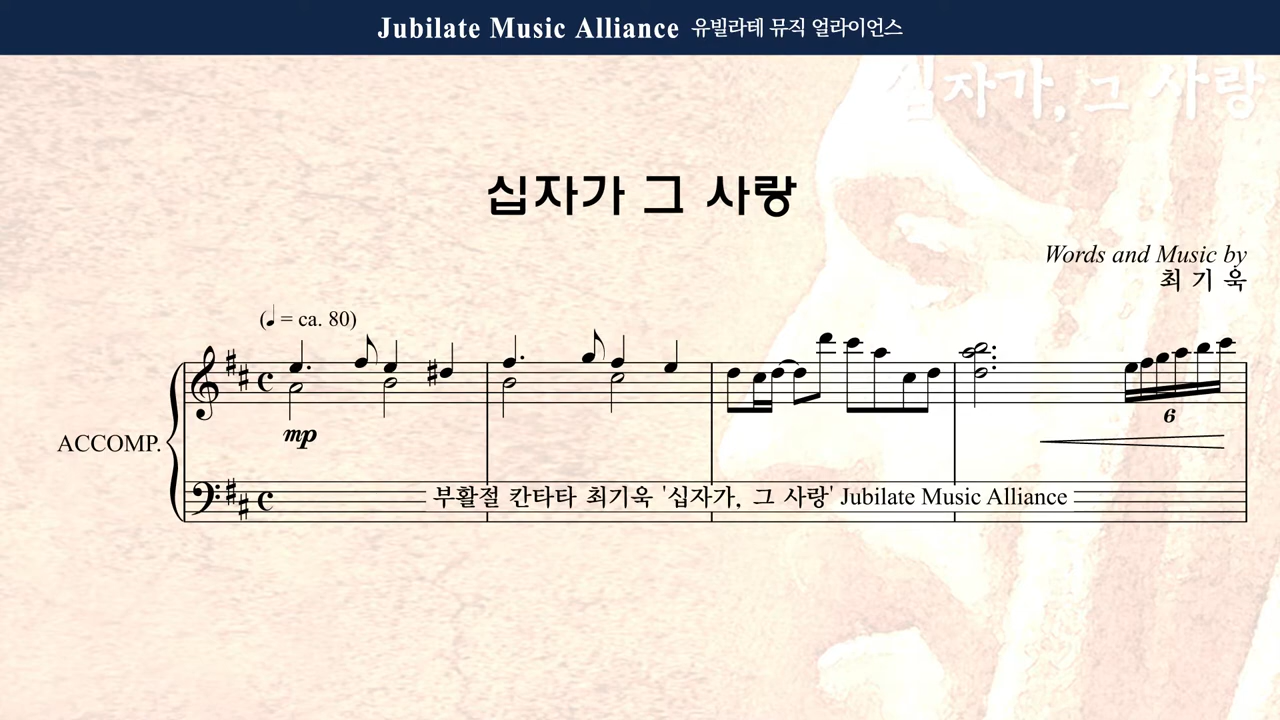 Jubilate Music Alliance 유빌라테 뮤직 얼라이언스
십자가, 그 사랑
십자가 그 사랑
Words and Music by
최 기 욱
(♩ = ca. 80)
mp
6
ACCOMP.
부활절 칸타타 최기욱 '십자가, 그 사랑' Jubilate Music Alliance